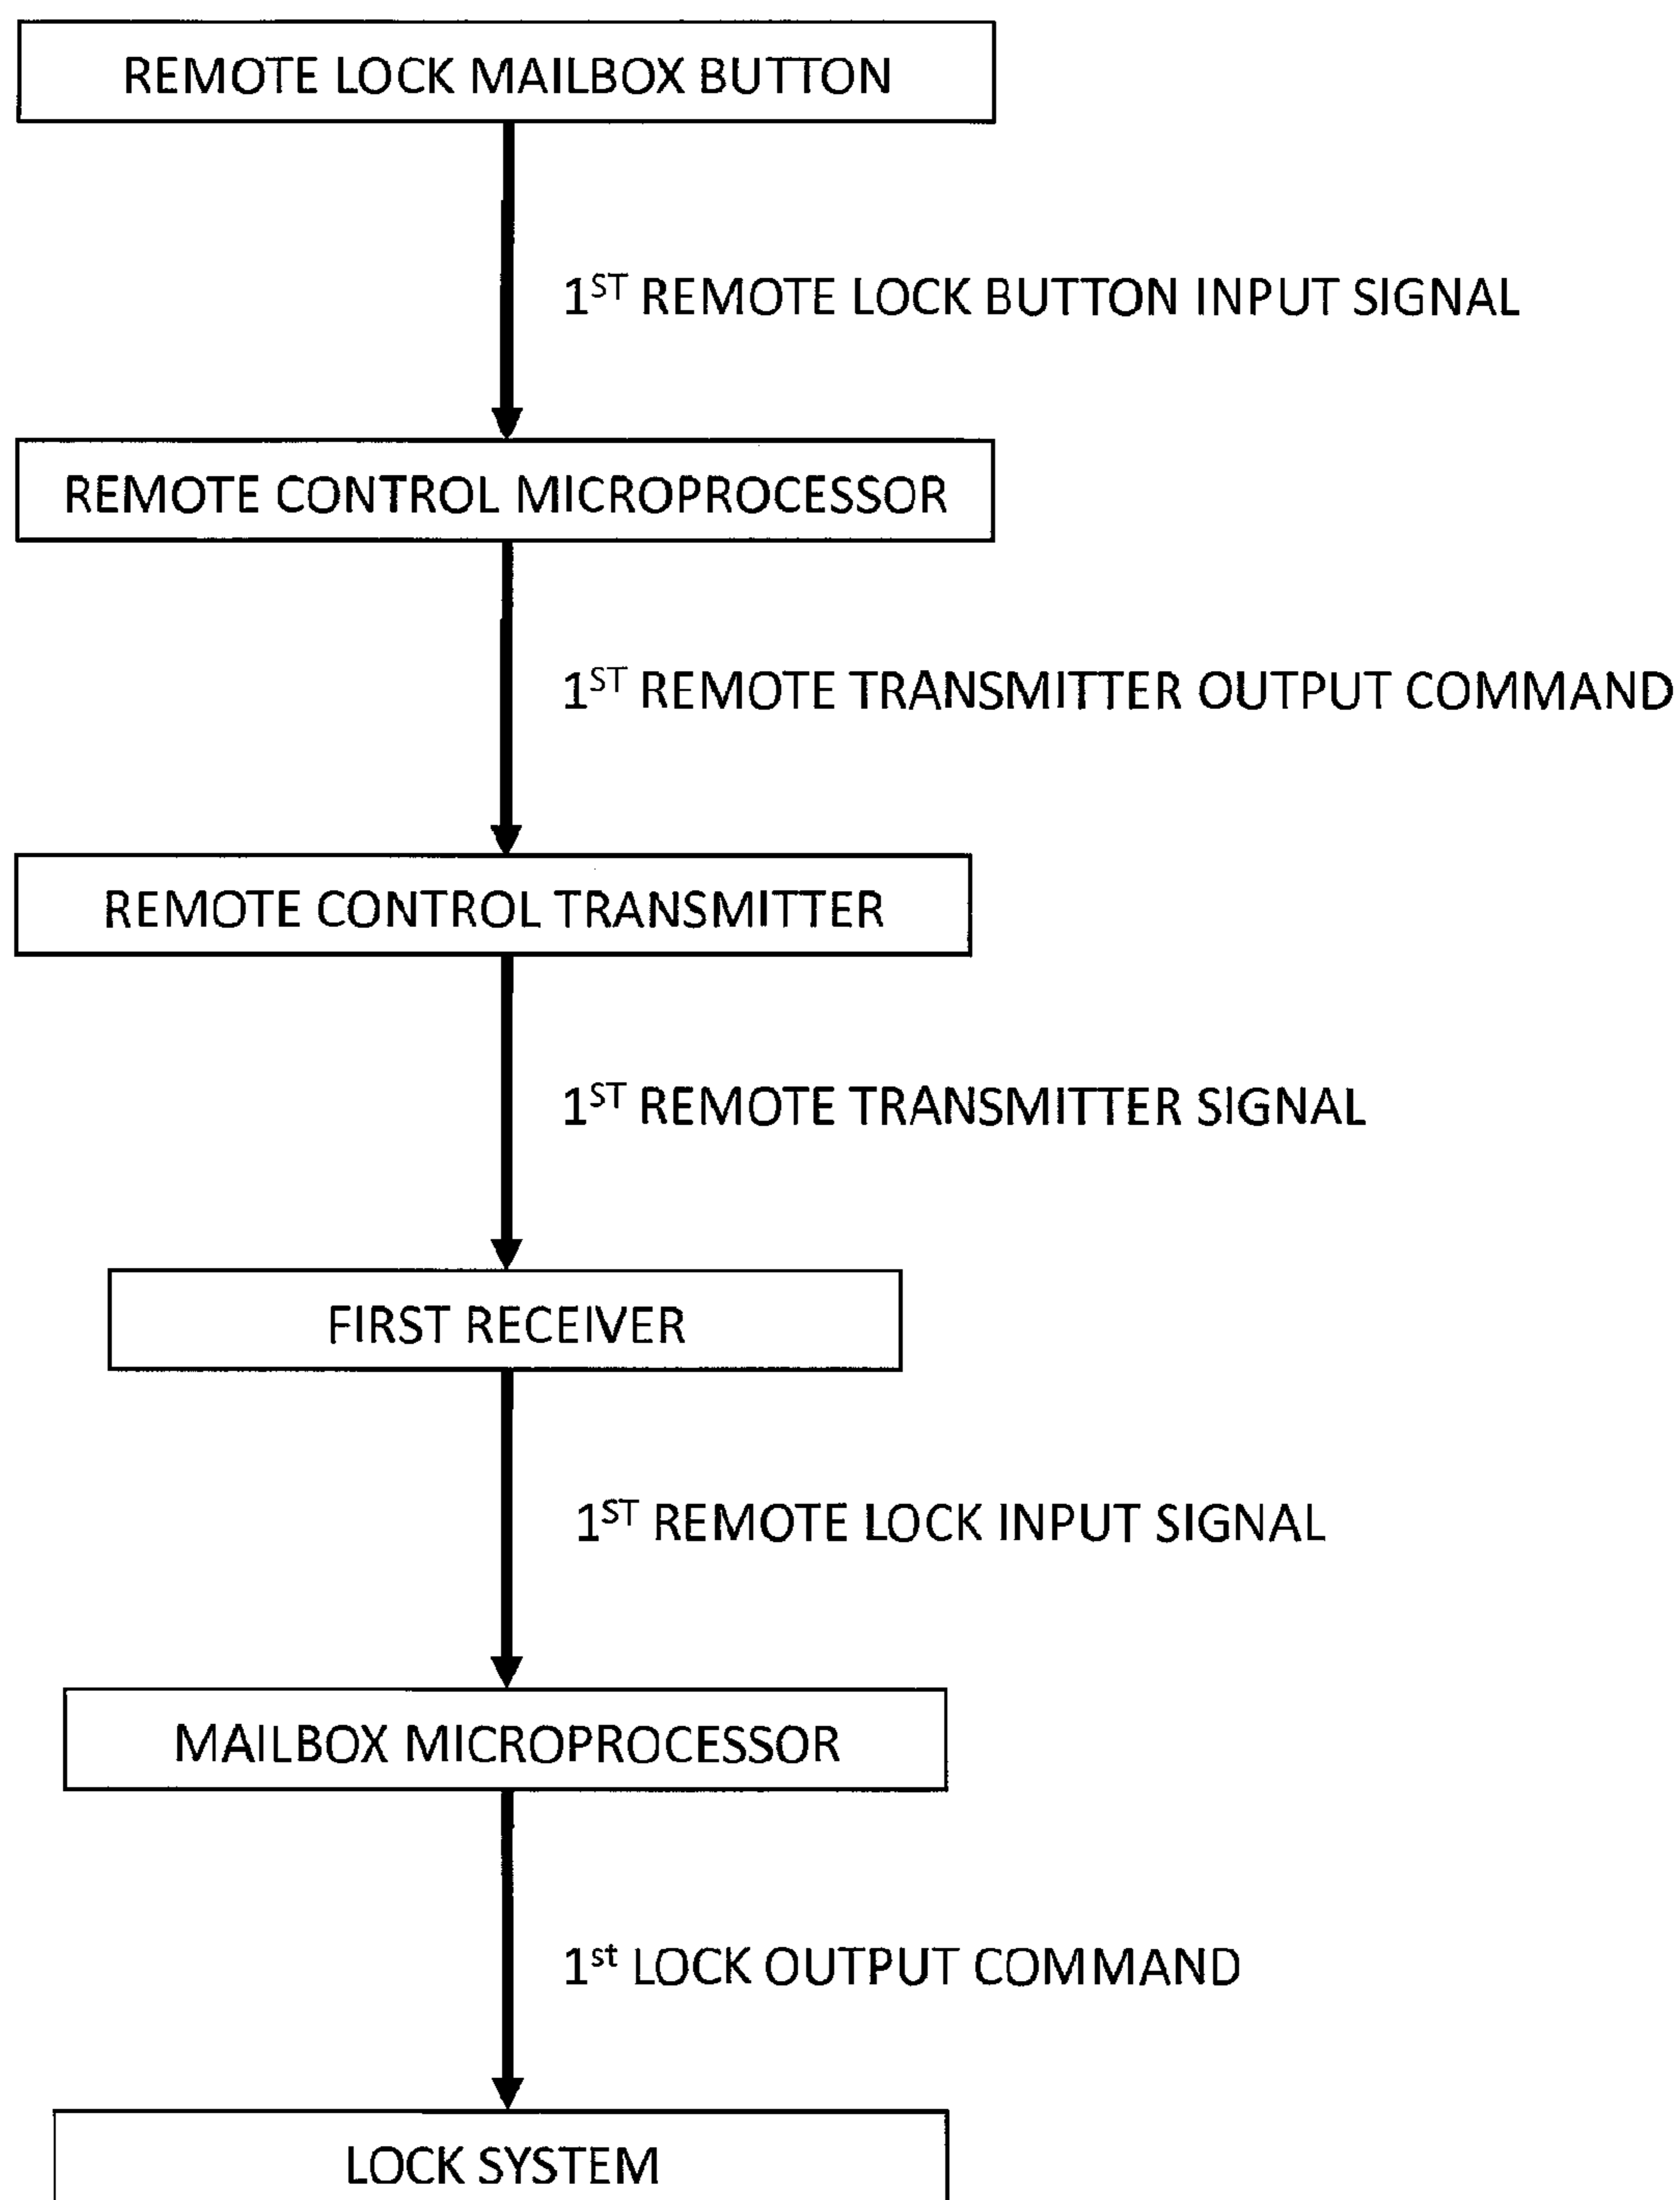 REMOTE LOCK MAILBOX BUTTON
1ST REMOTE LOCK BUTTON INPUT SIGNAL
REMOTE CONTROL MICROPROCESSOR
1ST REMOTE TRANSMITTER OUTPUT COMMAND
REMOTE CONTROL TRANSMITTER
1ST REMOTE TRANSMITTER SIGNAL
FIRST RECEIVER
1ST REMOTE LOCK INPUT SIGNAL
MAILBOX MICROPROCESSOR
1st LOCK OUTPUT COMMAND
LOCK SYSTEM